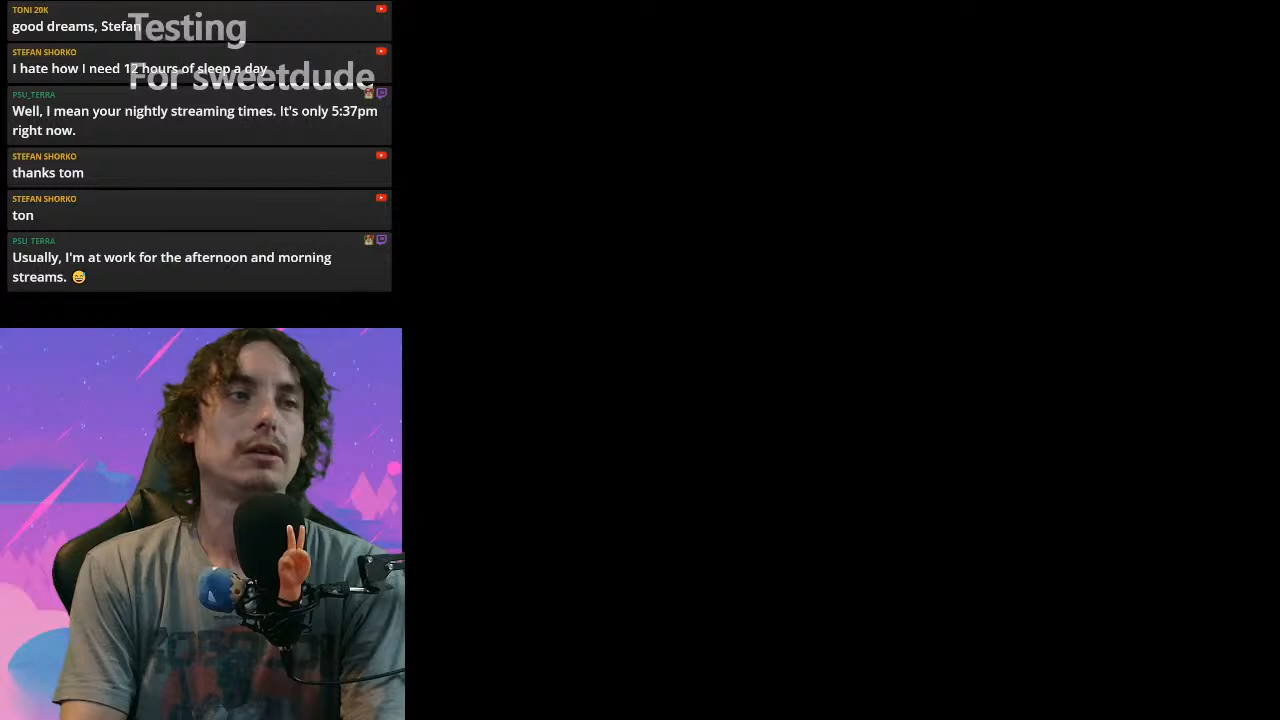 TONI 20K
good dreams, Stefan
Testing
STEFAN SHORKO
I hate how I need 12 hours of sleep a day
For sweetdude
PSU_TERRA
Well, I mean your nightly streaming times. It's only 5:37pm
right now.
STEFAN SHORKO
thanks tom
STEFAN SHORKO
ton
PSU_TERRA
Usually, I'm at work for the afternoon and morning
streams. 😅